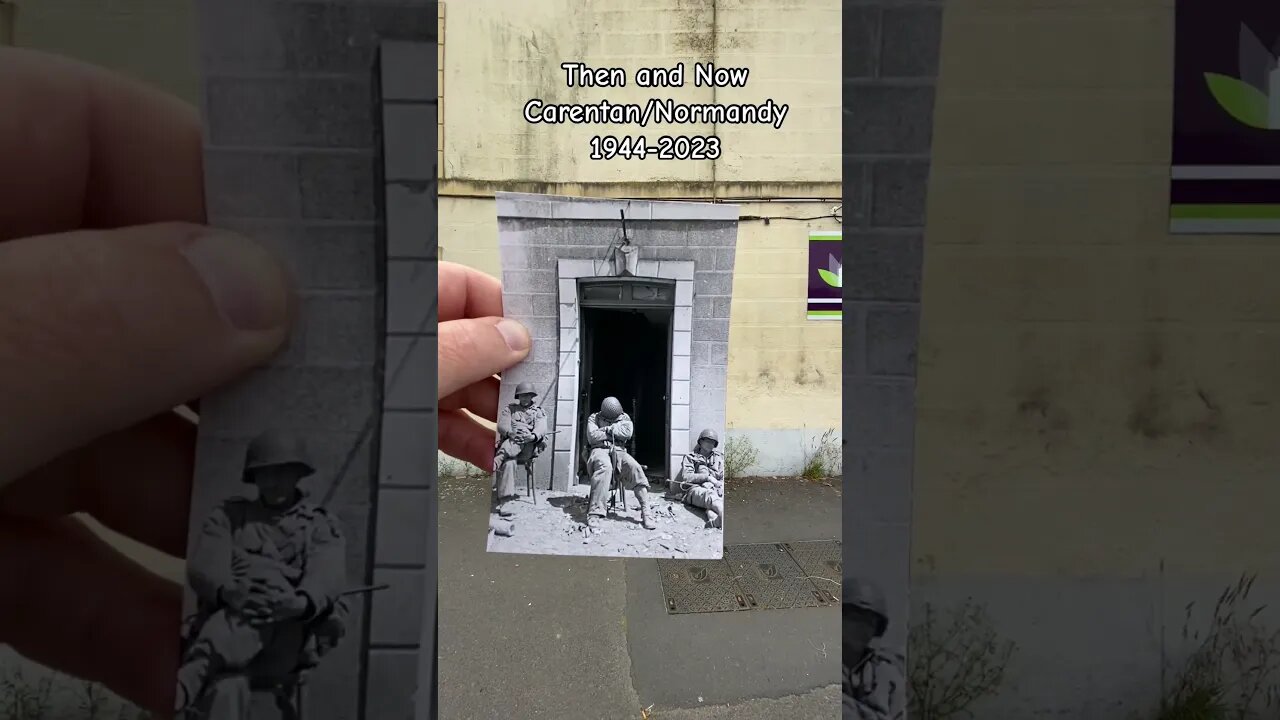 Then and Now
Carentan/Normandy
1944-2023